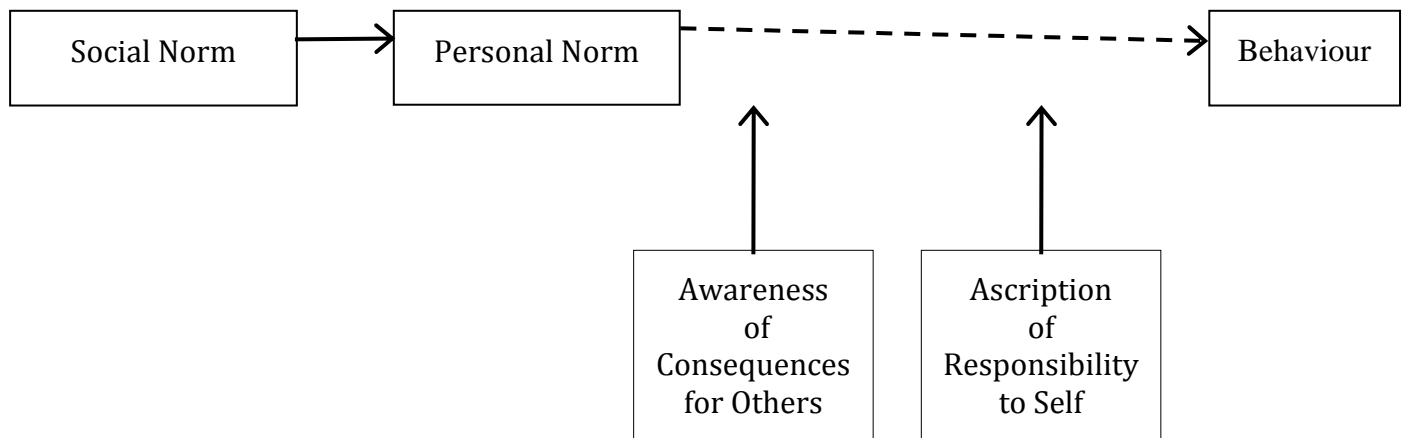 Social Norm
Personal Norm
Behaviour
Awareness
of
Consequences
for Others
Ascription
of
Responsibility
to Self